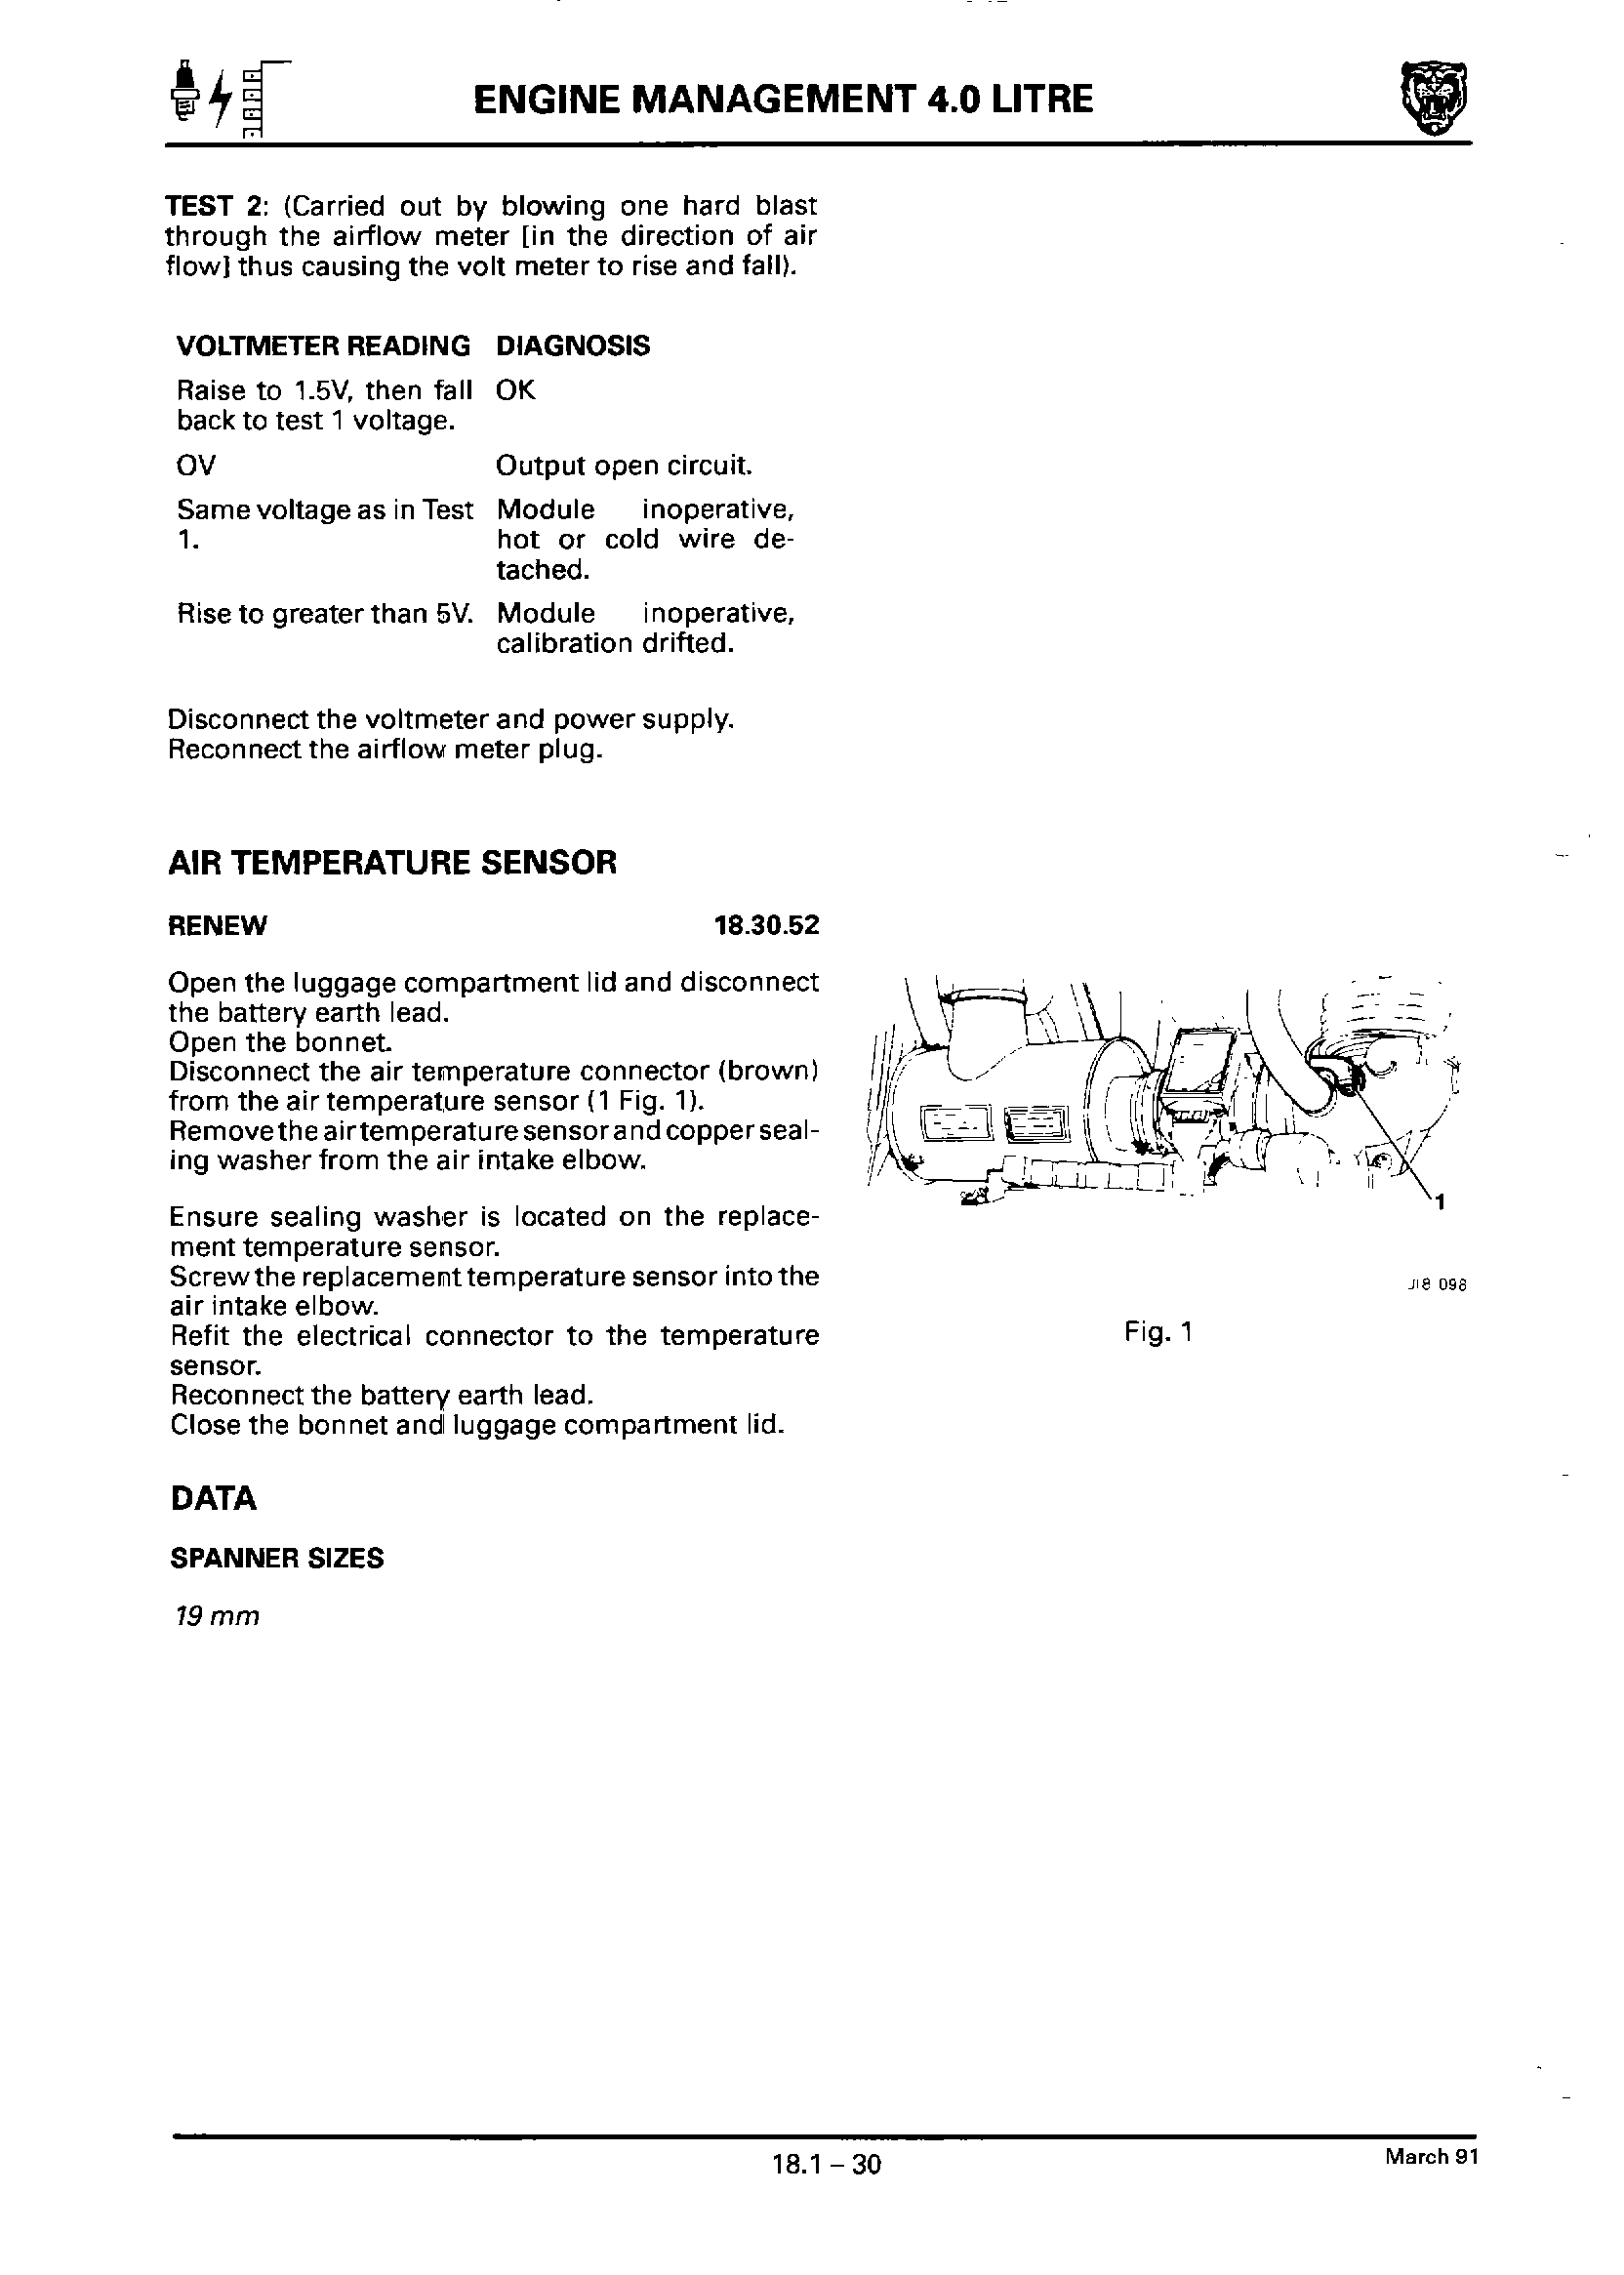 ENGINE MANAGEMENT 4.0 LITRE
TEST 2: (Carried out by blowing one hard blast
through the airflow meter [in the direction of air
flow] thus causing the volt meter to rise and fall).
VOLTMETER READING DIAGNOSIS
Raise to 1.5V, then fall OK
back to test 1 voltage.
OV Output open circuit.
Same voltage as in Test Module inoperative,
1. hot or cold wire de-
tached.
Rise to greater than 5V. Module inoperative,
calibration drifted.
Disconnect the voltmeter and power supply.
Reconnect the airflow meter plug.
AIR TEMPERATURE SENSOR
RENEW 18.30.52
Open the luggage compartment lid and disconnect
the battery earth lead.
Open the bonnet.
Disconnect the air temperature connector (brown)
from the air temperature sensor (1 Fig. 1).
Remove the air temperature sensor and copper seal-
ing washer from the air intake elbow.
Ensure sealing washer is located on the replace-
ment temperature sensor.
Screw the replacement temperature sensor into the
air intake elbow.
Refit the electrical connector to the temperature
sensor.
Reconnect the battery earth lead.
Close the bonnet and luggage compartment lid.
DATA
SPANNER SIZES
19 mm
1
J18 098
Fig. 1
18.1 – 30
March 91